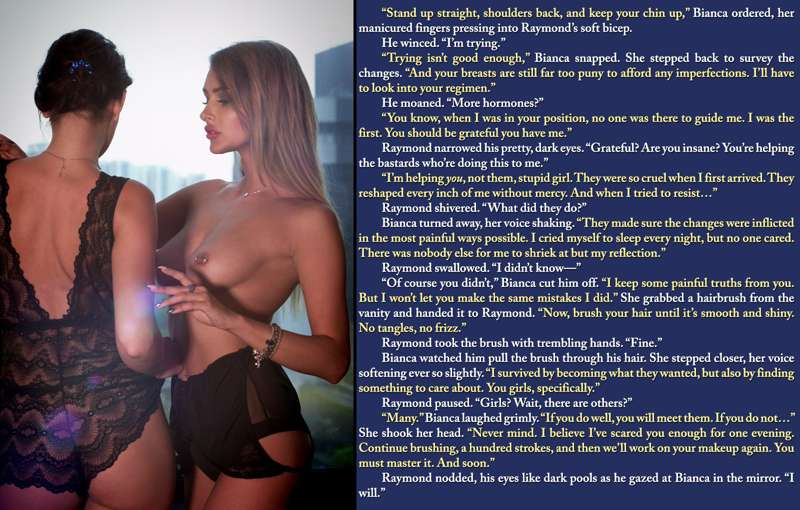 “Stand up straight, shoulders back, and keep your chin up,” Bianca ordered, her
manicured fingers pressing into Raymond’s soft bicep.
He winced. “I’m trying.”
“Trying isn’t good enough,” Bianca snapped. She stepped back to survey the
changes. “And your breasts are still far too puny to afford any imperfections. I’ll have
to look into your regimen.”
He moaned. “More hormones?”
“You know, when I was in your position, no one was there to guide me. I was the
first. You should be grateful you have me.”
Raymond narrowed his pretty, dark eyes. “Grateful? Are you insane? You’re helping
the bastards who’re doing this to me.”
“I’m helping you, not them, stupid girl. They were so cruel when I first arrived. They
reshaped every inch of me without mercy. And when I tried to resist…”
Raymond shivered. “What did they do?”
Bianca turned away, her voice shaking. “They made sure the changes were inflicted
in the most painful ways possible. I cried myself to sleep every night, but no one cared.
There was nobody else for me to shriek at but my reflection.”
Raymond swallowed. “I didn’t know—”
“Of course you didn’t,” Bianca cut him off. “I keep some painful truths from you.
But I won’t let you make the same mistakes I did.” She grabbed a hairbrush from the
vanity and handed it to Raymond. “Now, brush your hair until it’s smooth and shiny.
No tangles, no frizz.”
Raymond took the brush with trembling hands. “Fine.”
Bianca watched him pull the brush through his hair. She stepped closer, her voice
softening ever so slightly. “I survived by becoming what they wanted, but also by finding
something to care about. You girls, specifically.”
Raymond paused. “Girls? Wait, there are others?”
“Many.” Bianca laughed grimly. “If you do well, you will meet them. If you do not…”
She shook her head. “Never mind. I believe I’ve scared you enough for one evening.
Continue brushing, a hundred strokes, and then we’ll work on your makeup again. You
must master it. And soon.”
Raymond nodded, his eyes like dark pools as he gazed at Bianca in the mirror. “I
will.”